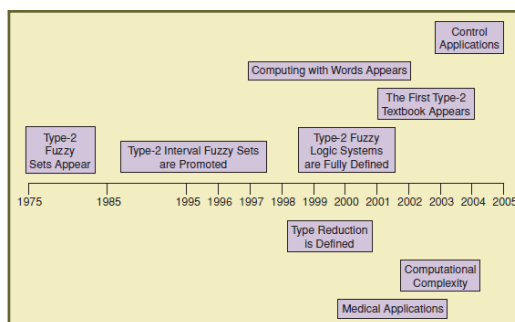 Control
Applications
Computing with Words Appears
The First Type-2
Textbook Appears
Type-2
Fuzzy
Sets Appear
Type-2 Interval Fuzzy Sets
are Promoted
Type-2 Fuzzy
Logic Systems
are Fully Defined
1975 1985 1995 1996 1997 1998 1999 2000 2001 2002 2003 2004 2005
Type Reduction
is Defined
Computational
Complexity
Medical Applications